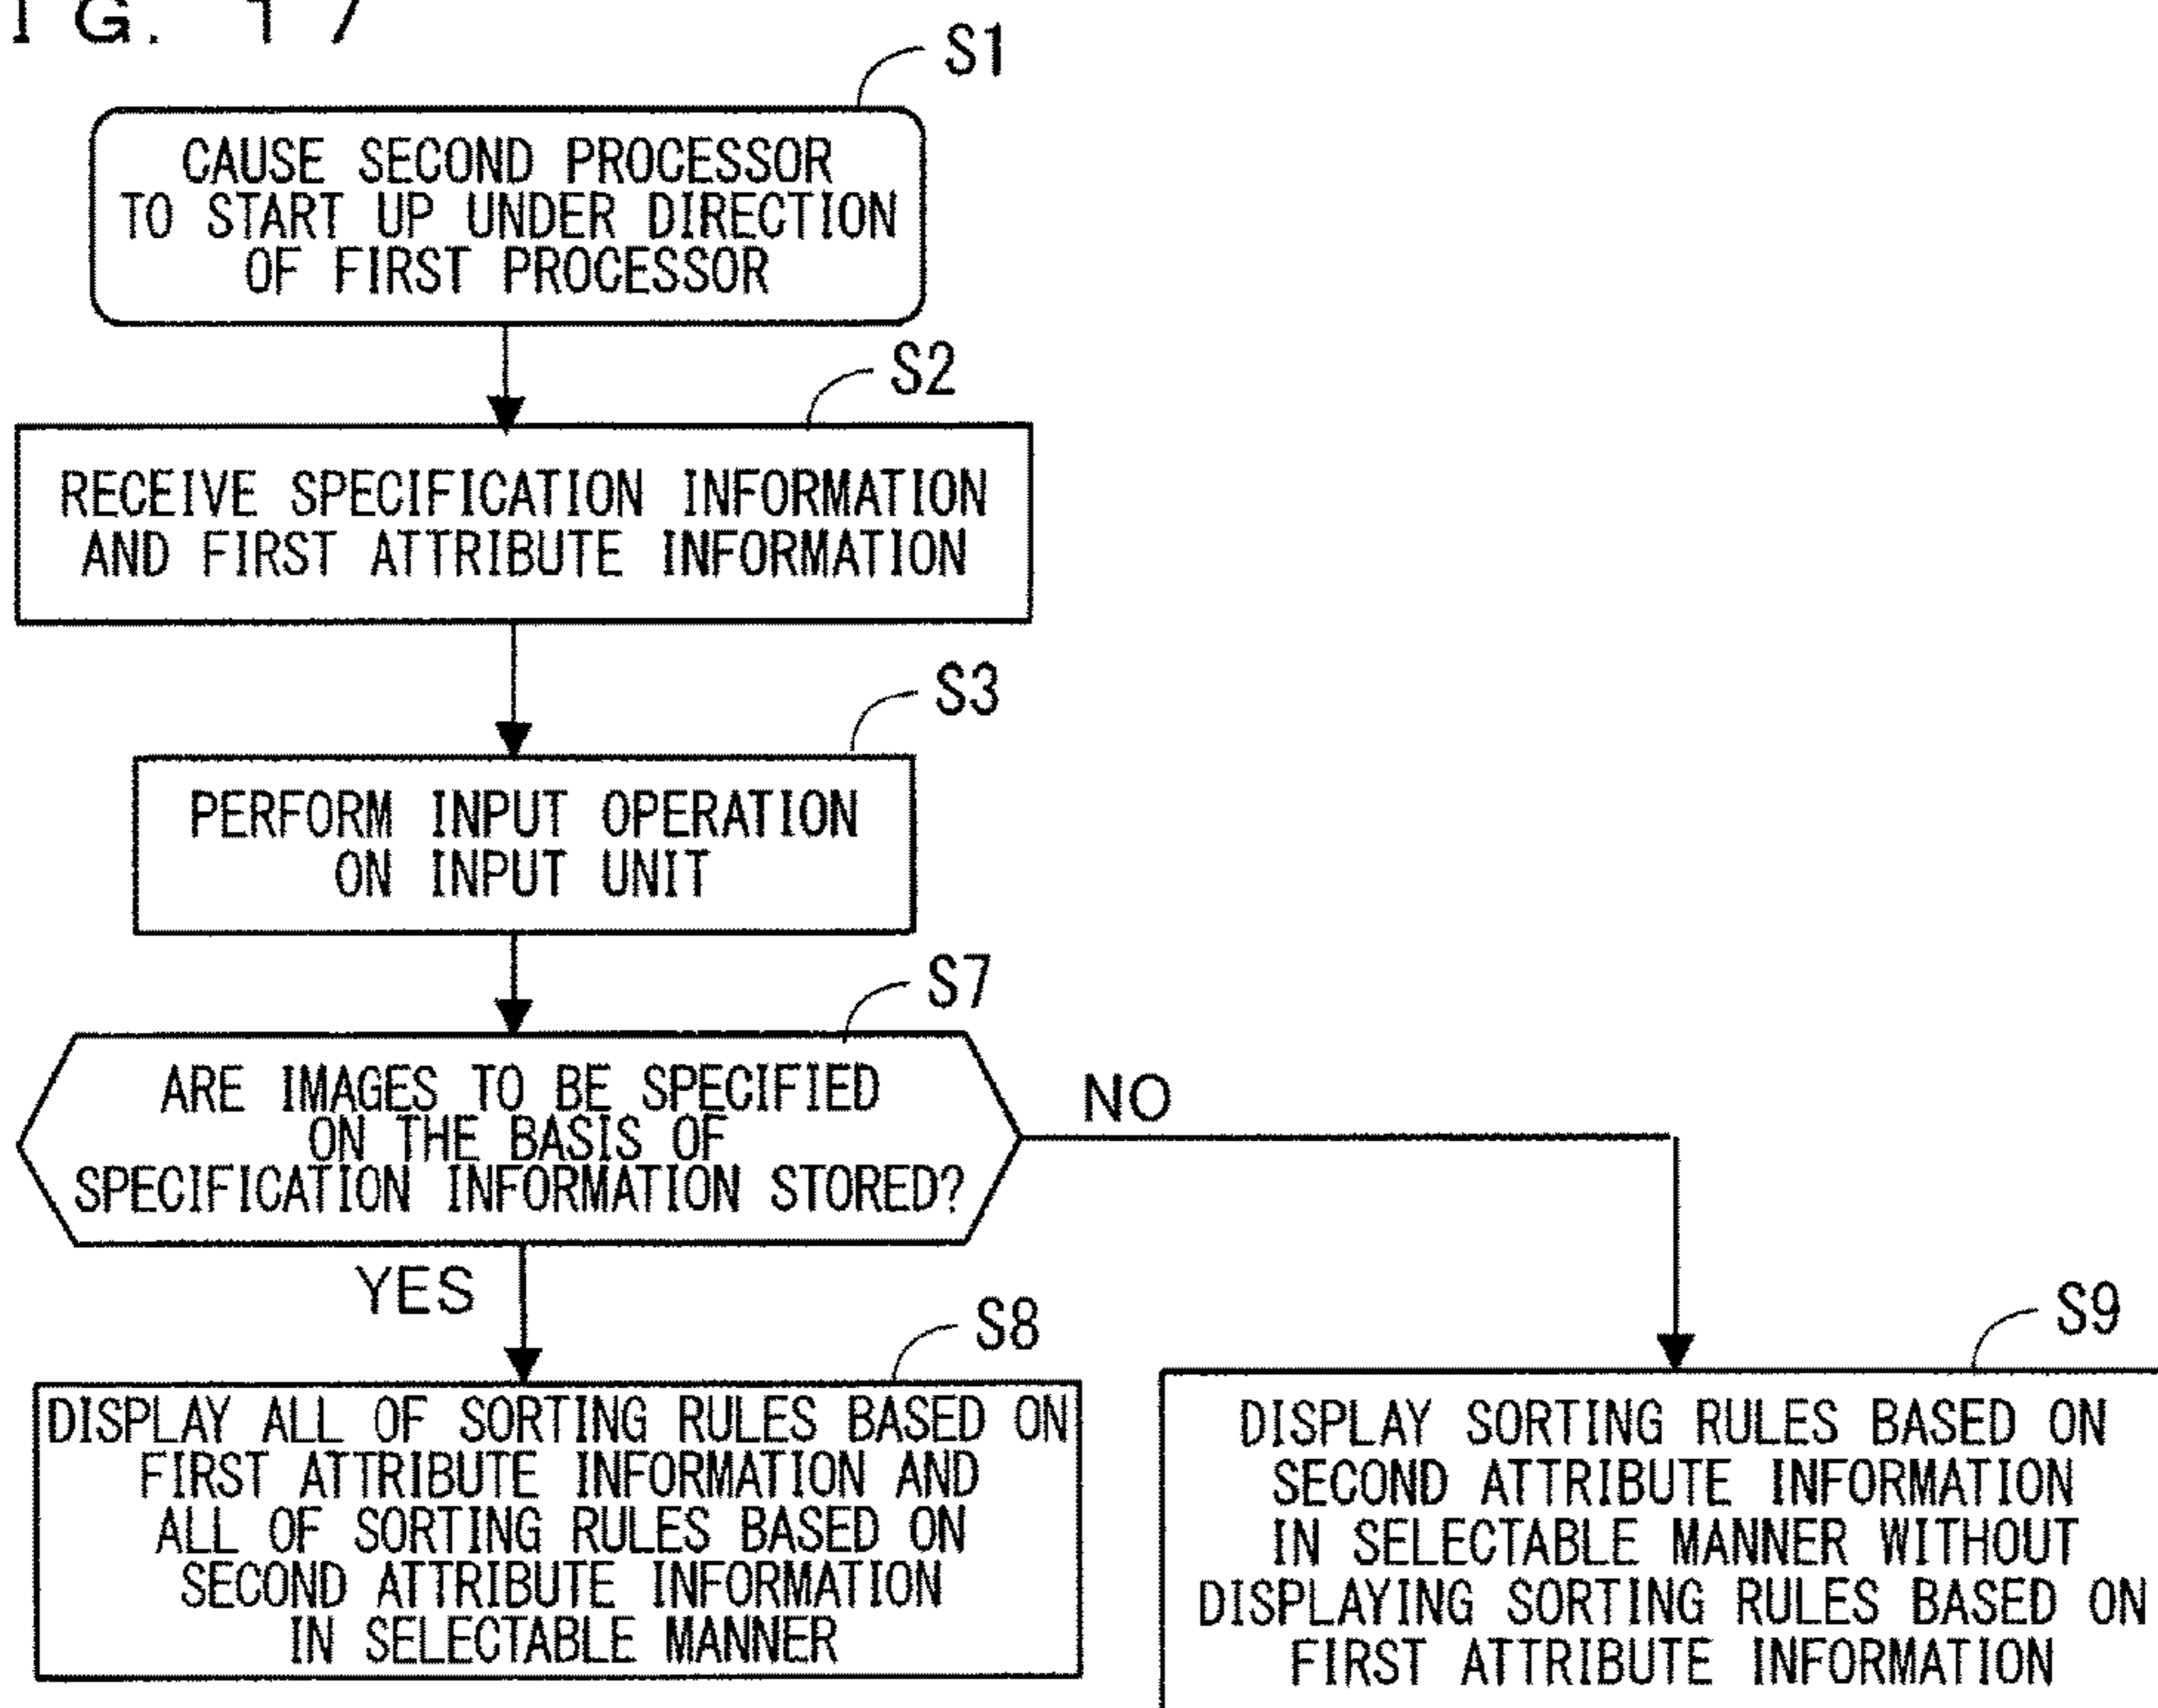 IG. 17
S1
CAUSE SECOND PROCESSOR
TO START UP UNDER DIRECTION
OF FIRST PROCESSOR
S2
RECEIVE SPECIFICATION INFORMATION
AND FIRST ATTRIBUTE INFORMATION
S3
PERFORM INPUT OPERATION
ON INPUT UNIT
S7
ARE IMAGES TO BE SPECIFIED
ON THE BASIS OF
SPECIFICATION INFORMATION STORED?
NO
YES
S8
DISPLAY ALL OF SORTING RULES BASED ON
FIRST ATTRIBUTE INFORMATION AND
ALL OF SORTING RULES BASED ON
SECOND ATTRIBUTE INFORMATION
IN SELECTABLE MANNER
S9
DISPLAY SORTING RULES BASED ON
SECOND ATTRIBUTE INFORMATION
IN SELECTABLE MANNER WITHOUT
DISPLAYING SORTING RULES BASED ON
FIRST ATTRIBUTE INFORMATION